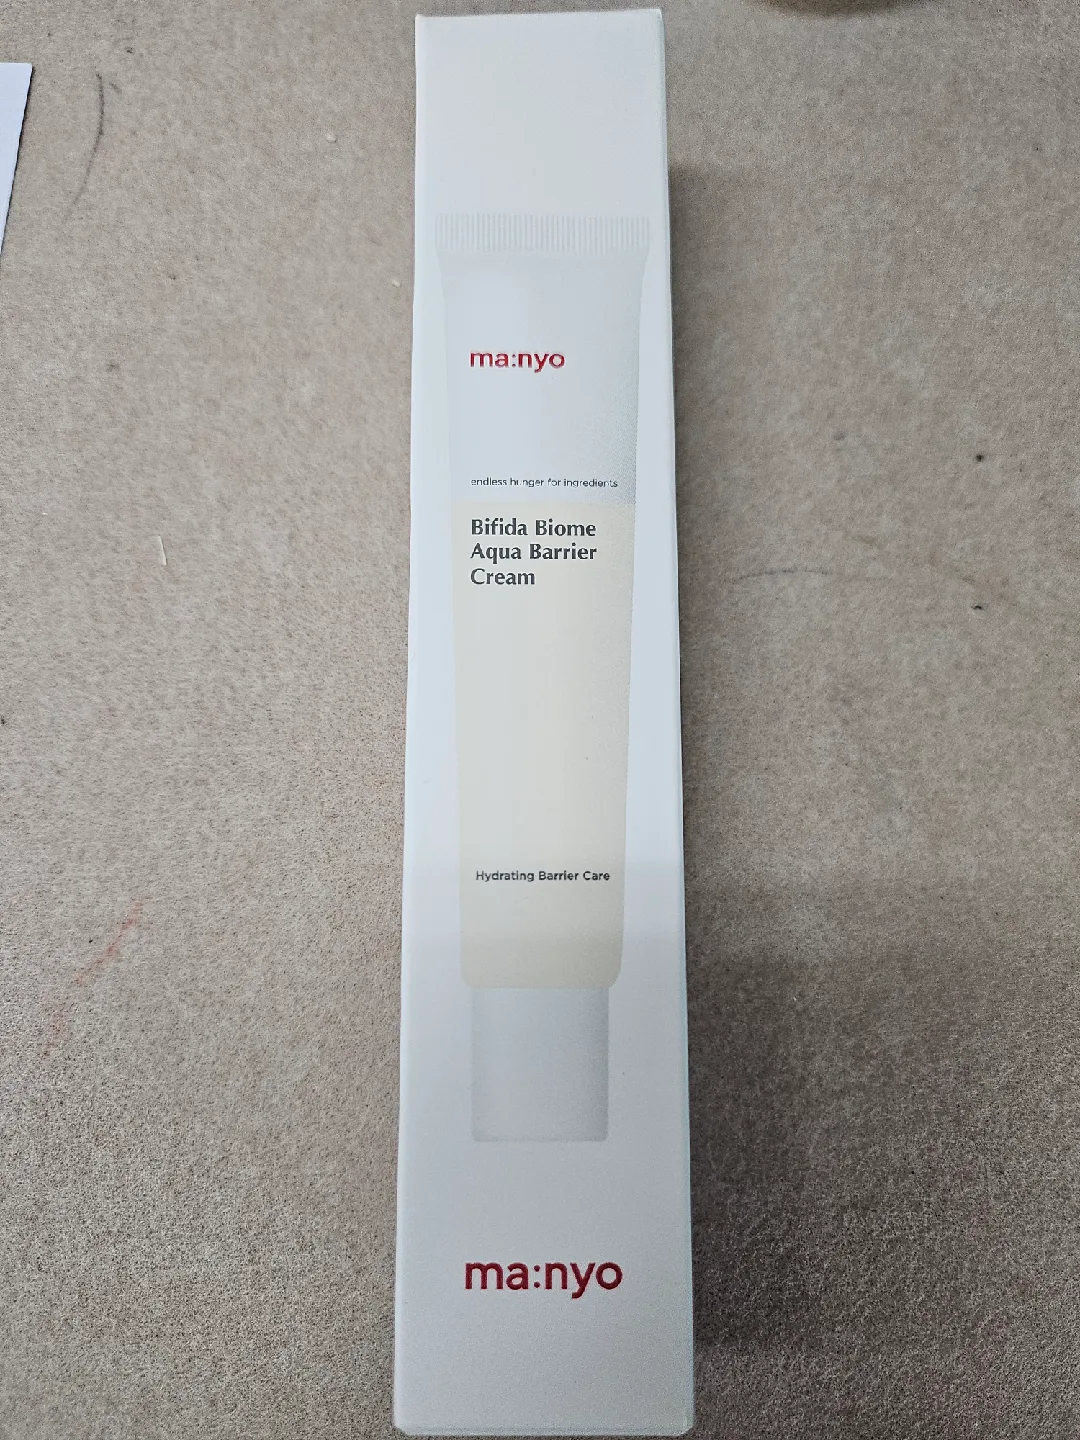 ma:nyo
endless hunger for ingredients
Bifida Biome
Aqua Barrier
Cream
Hydrating Barrier Care
ma:nyo